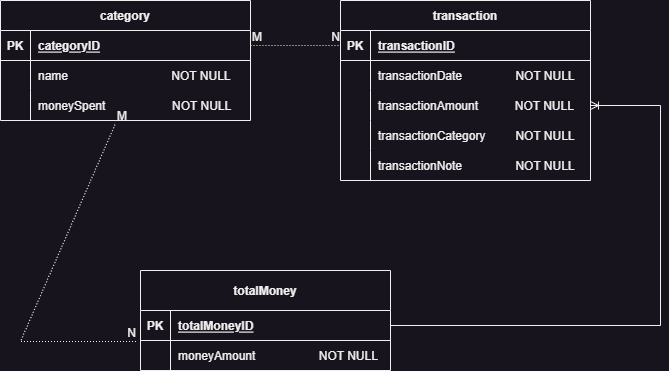 category
PK categoryID
name NOT NULL
moneySpent NOT NULL
M
M N
transaction
PK transactionID
transactionDate NOT NULL
transactionAmount NOT NULL
transactionCategory NOT NULL
transactionNote NOT NULL
totalMoney
N
PK totalMoneyID
moneyAmount NOT NULL